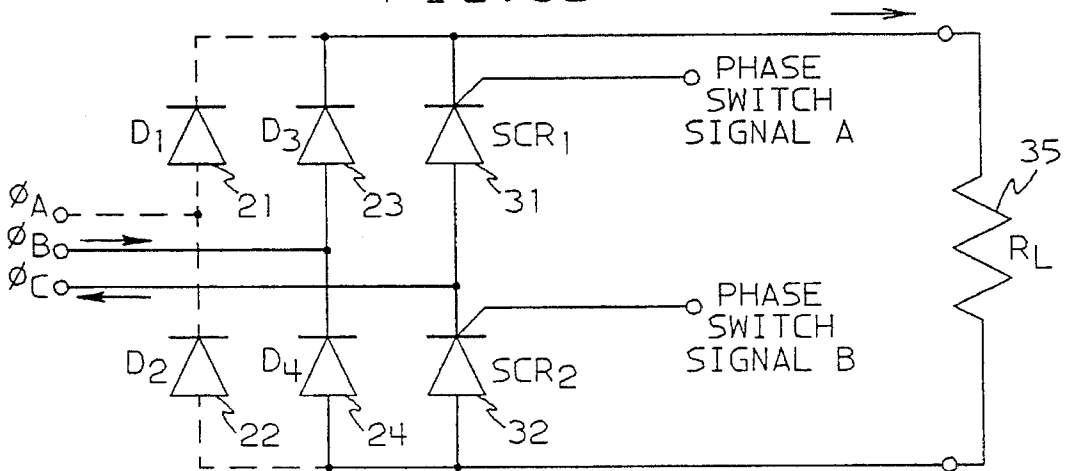 PHASE
SWITCH
SIGNAL A
D1
D3
SCR1
21
23
31
35
ØA
ØB
ØC
RL
PHASE
SWITCH
SIGNAL B
D2
D4
SCR2
22
24
32